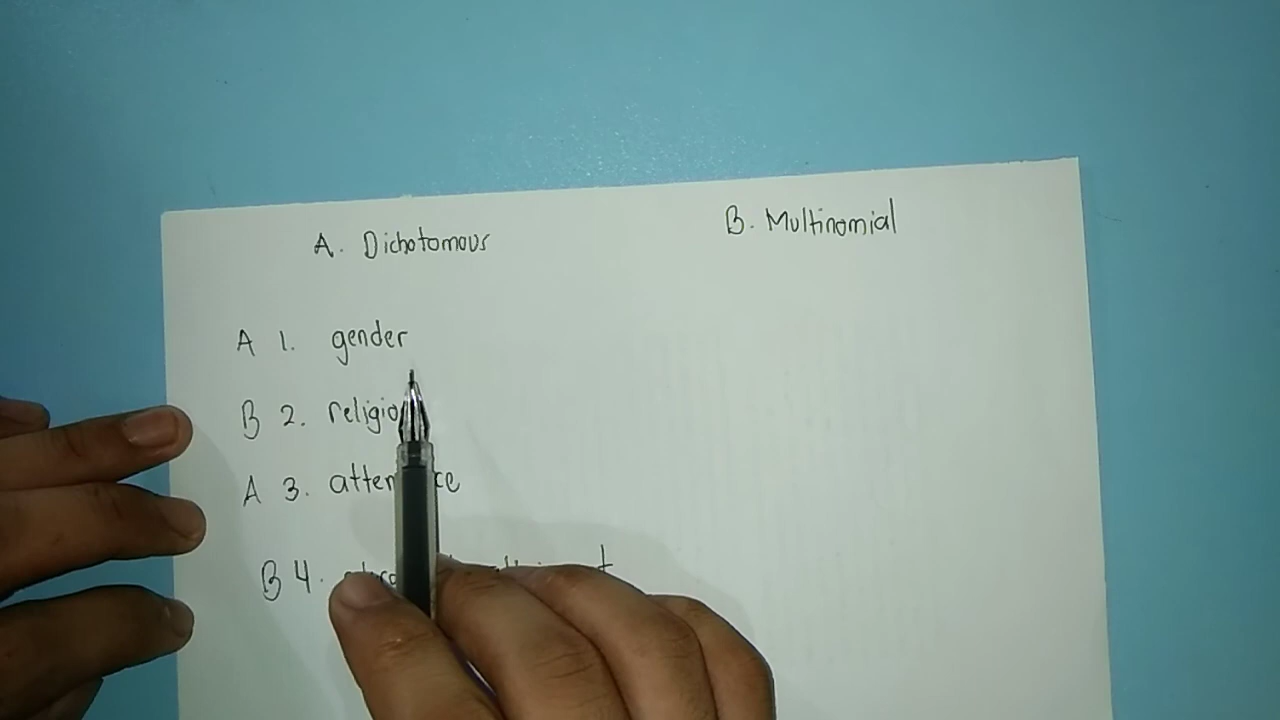 A. Dichotomous
B. Multinomial
A 1. gender
B 2. religio
A 3. atten ce
B 4.